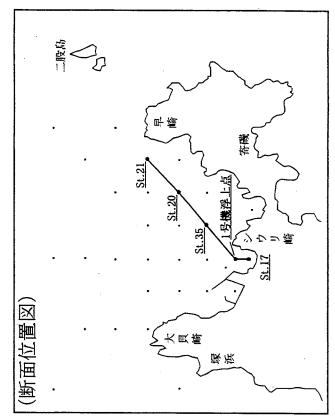 (断面位置図)
二股島
早崎
St.21
St.20
寄磯
St.35
1号機浮上点
シウリ崎
St.17
大貝崎
塚浜